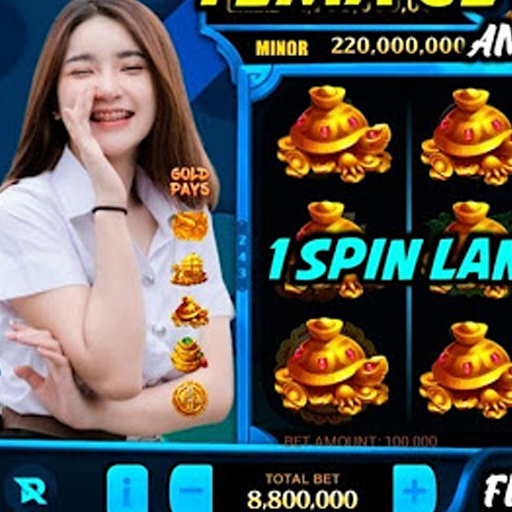 MINOR 220,000,000
AN
GOLD
PAYS
243
1 SPIN LAN
BET AMOUNT: 100,000
TOTAL BET
8,800,000